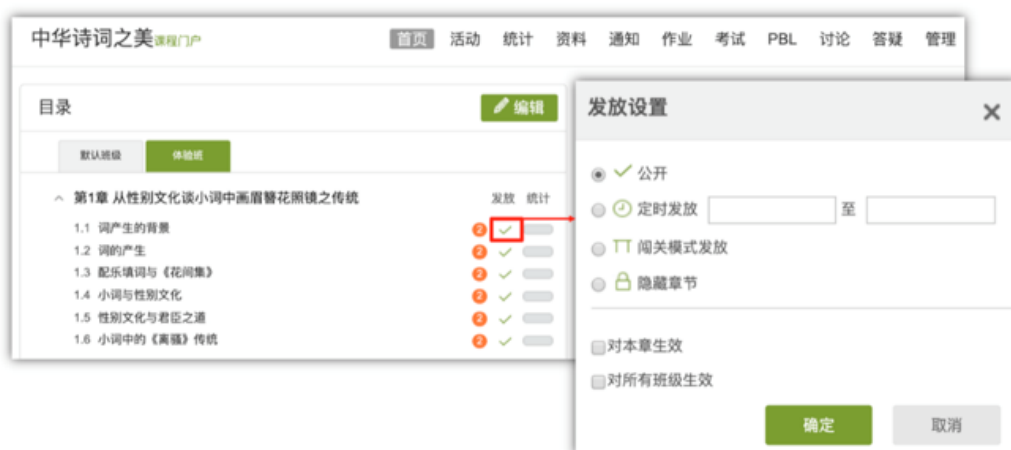 中华诗词之美课程门户 首页 活动 统计 资料 通知 作业 考试 PBL 讨论 答疑 管理
目录 编辑
默认班级 体验班
第1章 从性别文化谈小词中画眉簪花照镜之传统 发放 统计
1.1 词产生的背景 2
1.2 词的产生 2
1.3 配乐填词与《花间集》 2
1.4 小词与性别文化 2
1.5 性别文化与君臣之道 2
1.6 小词中的《离骚》传统 2
发放设置
公开
定时发放 至
闯关模式发放
隐藏章节
对本章生效
对所有班级生效
确定 取消